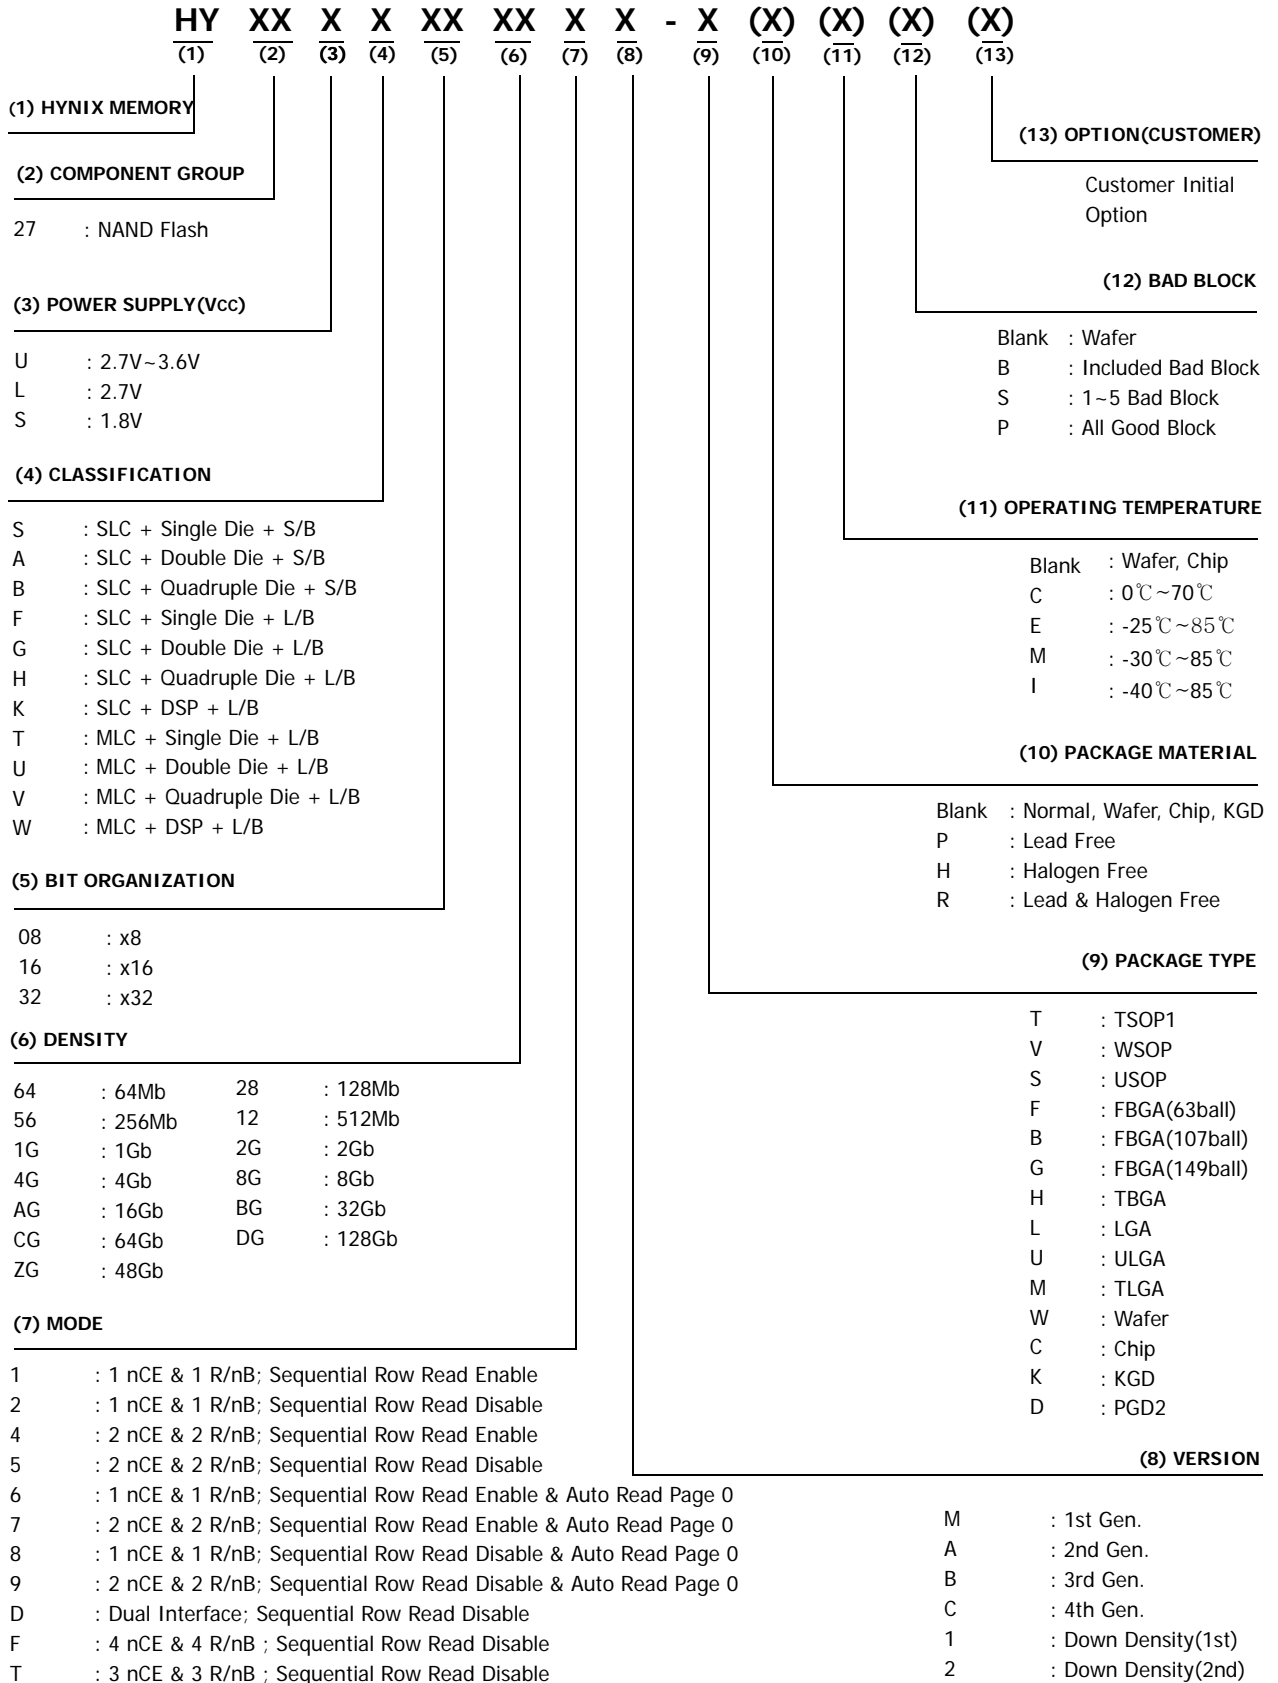 HY XX X X XX XX X X - X (X) (X) (X) (X)
(1) (2) (3) (4) (5) (6) (7) (8) (9) (10) (11) (12) (13)
(1) HYNIX MEMORY
(2) COMPONENT GROUP
27 : NAND Flash
(3) POWER SUPPLY(Vcc)
U : 2.7V~3.6V
L : 2.7V
S : 1.8V
(4) CLASSIFICATION
S : SLC + Single Die + S/B
A : SLC + Double Die + S/B
B : SLC + Quadruple Die + S/B
F : SLC + Single Die + L/B
G : SLC + Double Die + L/B
H : SLC + Quadruple Die + L/B
K : SLC + DSP + L/B
T : MLC + Single Die + L/B
U : MLC + Double Die + L/B
V : MLC + Quadruple Die + L/B
W : MLC + DSP + L/B
(5) BIT ORGANIZATION
08 : x8
16 : x16
32 : x32
(6) DENSITY
64 : 64Mb 28 : 128Mb
56 : 256Mb 12 : 512Mb
1G : 1Gb 2G : 2Gb
4G : 4Gb 8G : 8Gb
AG : 16Gb BG : 32Gb
CG : 64Gb DG : 128Gb
ZG : 48Gb
(7) MODE
1 : 1 nCE & 1 R/nB; Sequential Row Read Enable
2 : 1 nCE & 1 R/nB; Sequential Row Read Disable
4 : 2 nCE & 2 R/nB; Sequential Row Read Enable
5 : 2 nCE & 2 R/nB; Sequential Row Read Disable
6 : 1 nCE & 1 R/nB; Sequential Row Read Enable & Auto Read Page 0
7 : 2 nCE & 2 R/nB; Sequential Row Read Enable & Auto Read Page 0
8 : 1 nCE & 1 R/nB; Sequential Row Read Disable & Auto Read Page 0
9 : 2 nCE & 2 R/nB; Sequential Row Read Disable & Auto Read Page 0
D : Dual Interface; Sequential Row Read Disable
F : 4 nCE & 4 R/nB ; Sequential Row Read Disable
T : 3 nCE & 3 R/nB ; Sequential Row Read Disable
(13) OPTION(CUSTOMER)
Customer Initial
Option
(12) BAD BLOCK
Blank : Wafer
B : Included Bad Block
S : 1~5 Bad Block
P : All Good Block
(11) OPERATING TEMPERATURE
Blank : Wafer, Chip
C : 0℃~70℃
E : -25℃~85℃
M : -30℃~85℃
I : -40℃~85℃
(10) PACKAGE MATERIAL
Blank : Normal, Wafer, Chip, KGD
P : Lead Free
H : Halogen Free
R : Lead & Halogen Free
(9) PACKAGE TYPE
T : TSOP1
V : WSOP
S : USOP
F : FBGA(63ball)
B : FBGA(107ball)
G : FBGA(149ball)
H : TBGA
L : LGA
U : ULGA
M : TLGA
W : Wafer
C : Chip
K : KGD
D : PGD2
(8) VERSION
M : 1st Gen.
A : 2nd Gen.
B : 3rd Gen.
C : 4th Gen.
1 : Down Density(1st)
2 : Down Density(2nd)